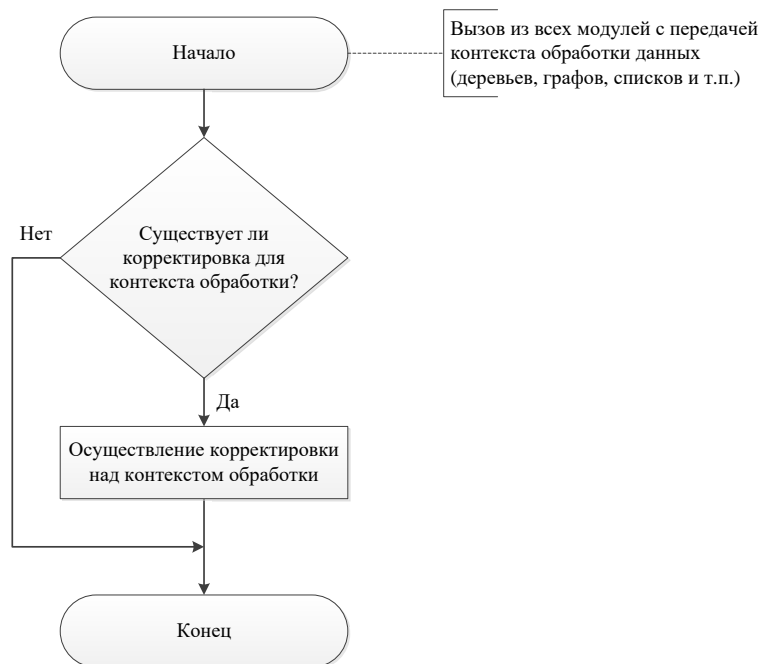 Начало
Вызов из всех модулей с передачей
контекста обработки данных
(деревьев, графов, списков и т.п.)
Нет
Существует ли
корректировка для
контекста обработки?
Да
Осуществление корректировки
над контекстом обработки
Конец